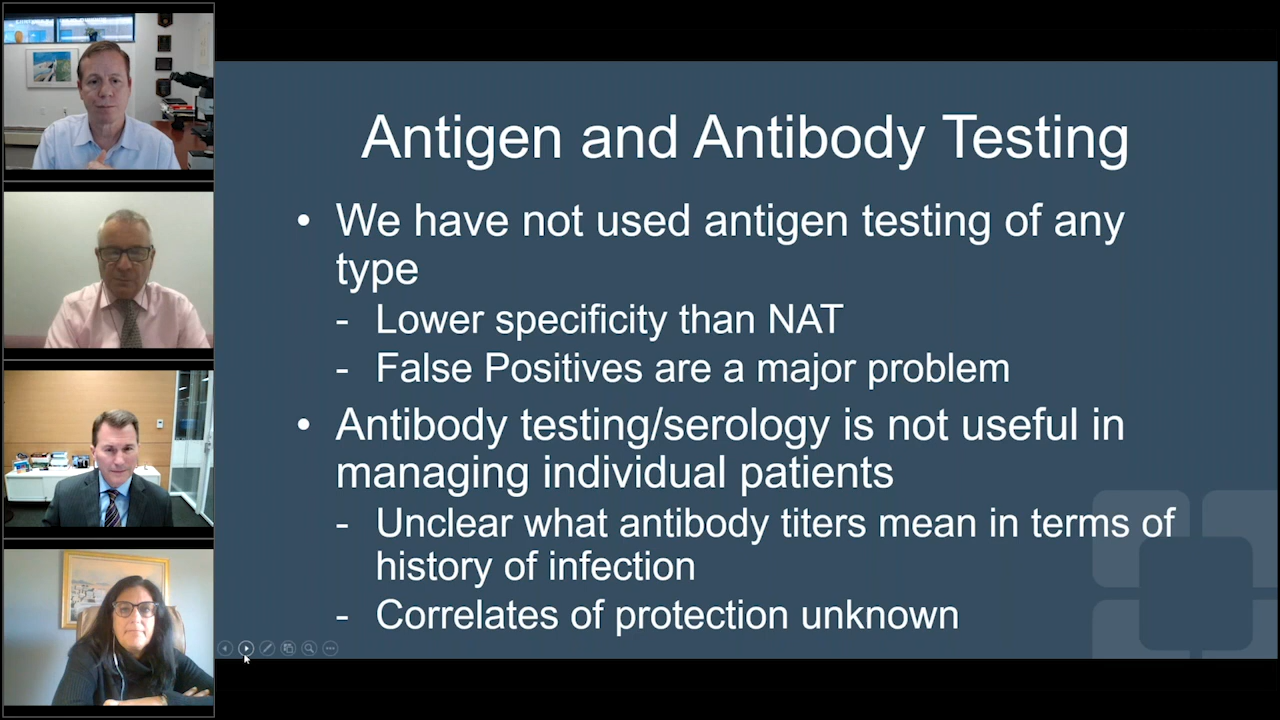 Antigen and Antibody Testing
• We have not used antigen testing of any
type
- Lower specificity than NAT
- False Positives are a major problem
• Antibody testing/serology is not useful in
managing individual patients
- Unclear what antibody titers mean in terms of
history of infection
- Correlates of protection unknown